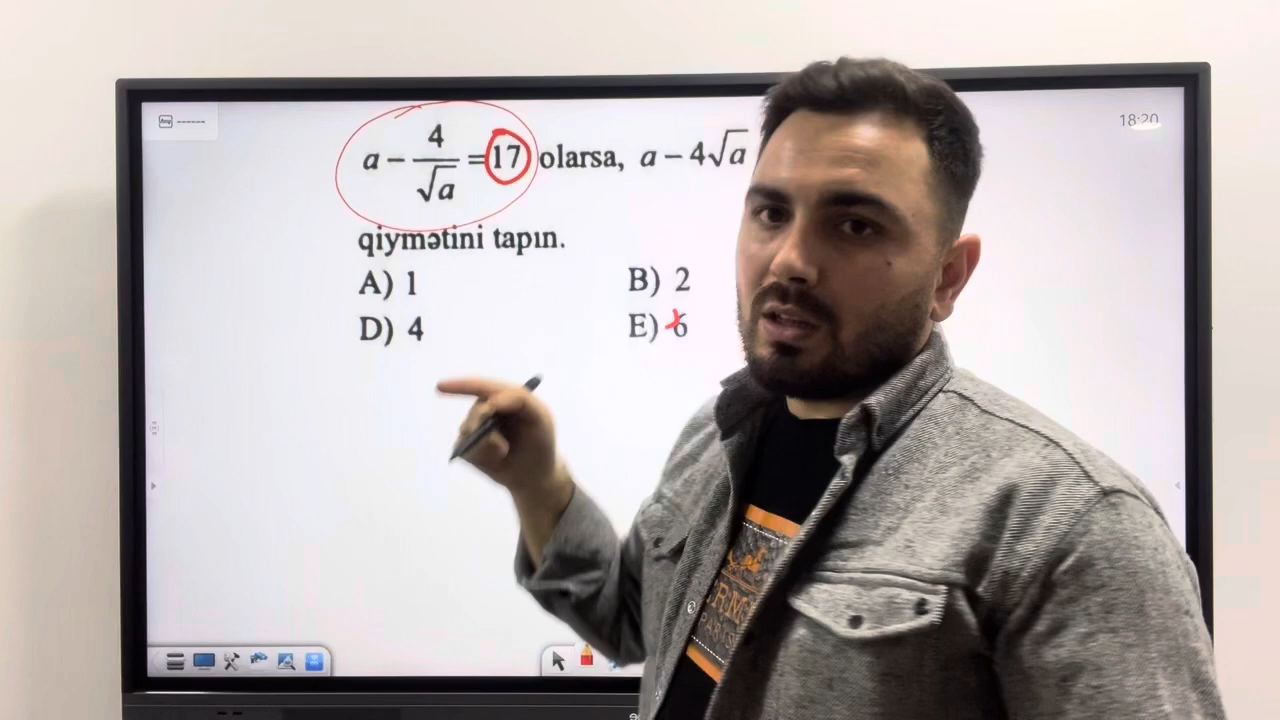 18:20
a − 4/√a = 17 olarsa, a − 4√a
qiymətini tapın.
A) 1 B) 2
D) 4 E) 6